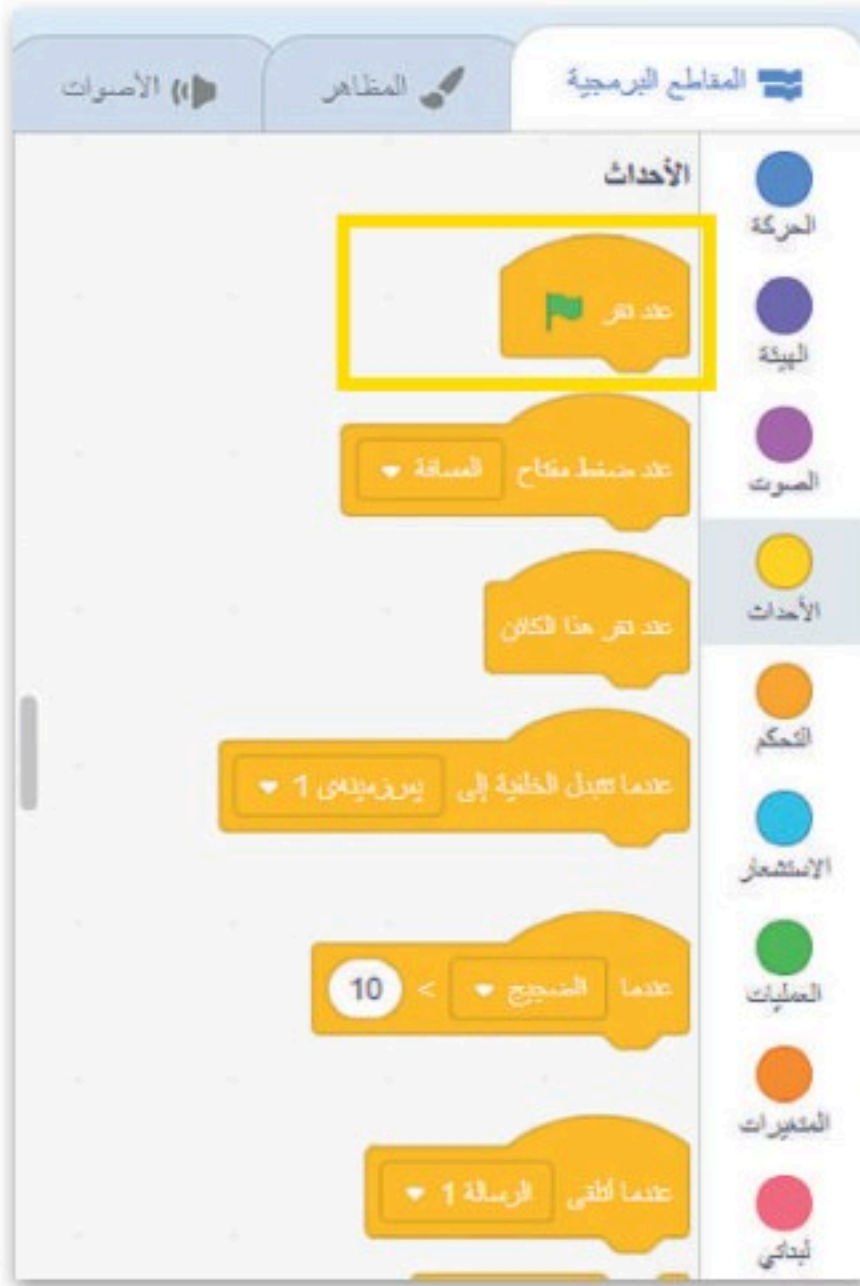 المقاطع البرمجية
المظاهر
الأصوات
الحركة
الهيئة
الصوت
الأحداث
التحكم
الاستشعار
العمليات
المتغيرات
لبناتي
الأحداث
عند نقر
عند ضغط مفتاح المسافة
عند نقر هذا الكائن
عندما تتبدل الخلفية إلى 1
عندما الضجيج > 10
عندما أتلقى الرسالة 1